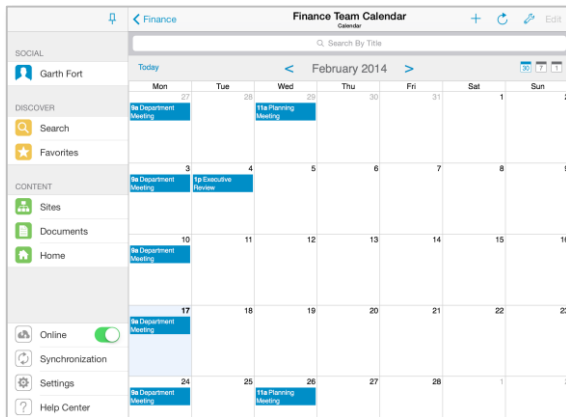 Finance
Finance Team Calendar
Calendar
Edit
Search By Title
SOCIAL
Garth Fort
DISCOVER
Search
Favorites
CONTENT
Sites
Documents
Home
Online
Synchronization
Settings
? Help Center
Today < February 2014 > 30 7 1
Mon Tue Wed Thu Fri Sat Sun
27 28 29 30 31 1 2
9a Department
Meeting
11a Planning
Meeting
3 4 5 6 7 8 9
9a Department
Meeting
1p Executive
Review
10 11 12 13 14 15 16
9a Department
Meeting
17 18 19 20 21 22 23
9a Department
Meeting
24 25 26 27 28 1
9a Department
Meeting
11a Planning
Meeting